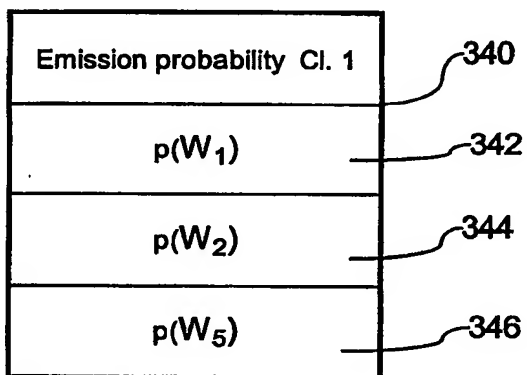 Emission probability Cl. 1
340
p(W₁)
342
p(W₂)
344
p(W₅)
346